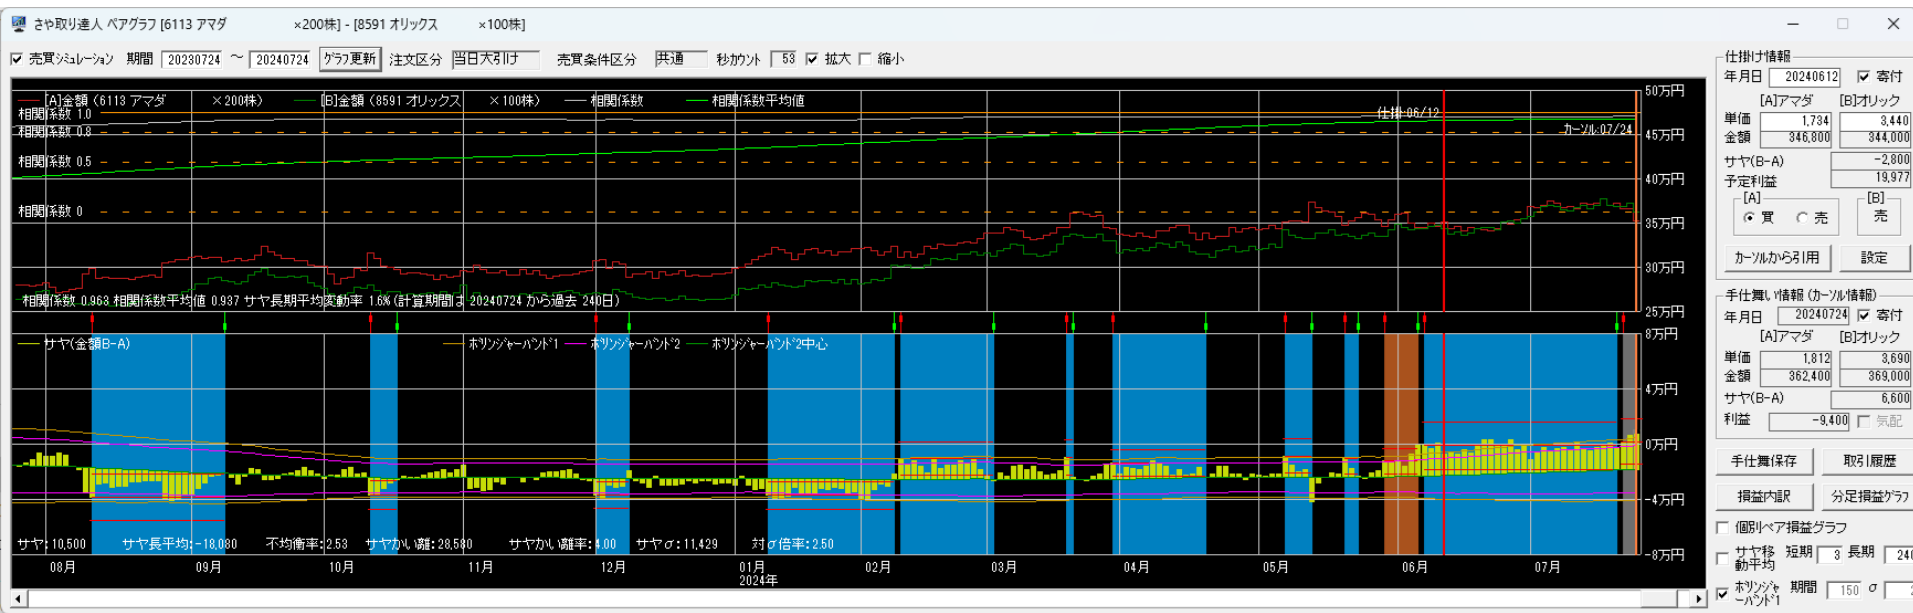 さや取り達人 ペアグラフ [6113 アマダ ×200株] - [8591 オリックス ×100株]
売買シミュレーション 期間 20230724 ～ 20240724 グラフ更新 注文区分 当日大引け 売買条件区分 共通 秒カウント 53 拡大 縮小
[A]金額 (6113 アマダ ×200株) [B]金額 (8591 オリックス ×100株) 相関係数 相関係数平均値
相関係数 1.0
相関係数 0.8
相関係数 0.5
相関係数 0
仕掛:06/12
カーソル:07/24
50万円
45万円
40万円
35万円
30万円
25万円
相関係数 0.963 相関係数平均値 0.937 サヤ長期平均変動率 1.6% (計算期間は 20240724 から過去 240日)
サヤ(金額B-A) ボリンジャーバンド1 ボリンジャーバンド2 ボリンジャーバンド2中心
8万円
4万円
0万円
-4万円
-8万円
サヤ:10,500 サヤ長平均:-18,080 不均衡率:2.53 サヤかい離:28,580 サヤかい離率:4.00 サヤσ:11,429 対σ倍率:2.50
08月 09月 10月 11月 12月 01月 02月 03月 04月 05月 06月 07月
2024年
仕掛け情報
年月日 20240612 寄付
[A]アマダ [B]オリック
単価 1,734 3,440
金額 346,800 344,000
サヤ(B-A) -2,800
予定利益 19,977
[A] [B]
買 売 売
カーソルから引用 設定
手仕舞い情報 (カーソル情報)
年月日 20240724 寄付
[A]アマダ [B]オリック
単価 1,812 3,690
金額 362,400 369,000
サヤ(B-A) 6,600
利益 -9,400 気配
手仕舞保存 取引履歴
損益内訳 分足損益グラフ
個別ペア損益グラフ
サヤ移動平均 短期 3 長期 240
ボリンジャーバンド1 期間 150 σ